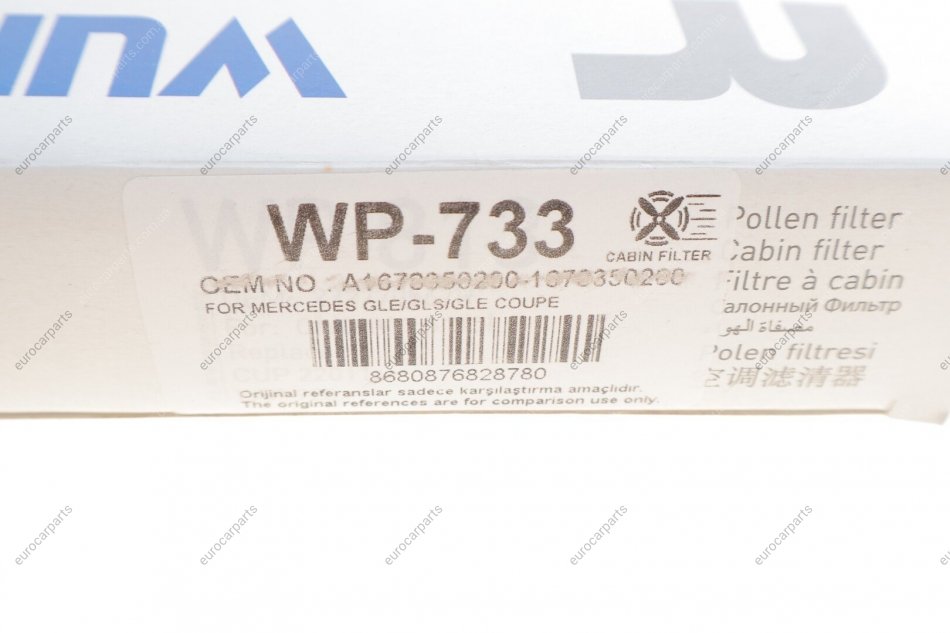 WP-733
CABIN FILTER
OEM NO : A1678350200-1678350200
FOR MERCEDES GLE/GLS/GLE COUPE
8680876828780
Orijinal referanslar sadece karşılaştırma amaçlıdır.
The original references are for comparison use only.
Pollen filter
Cabin filter
Filtre à cabin
Салонный Фильтр
Polen filtresi
空调滤清器
eurocarparts